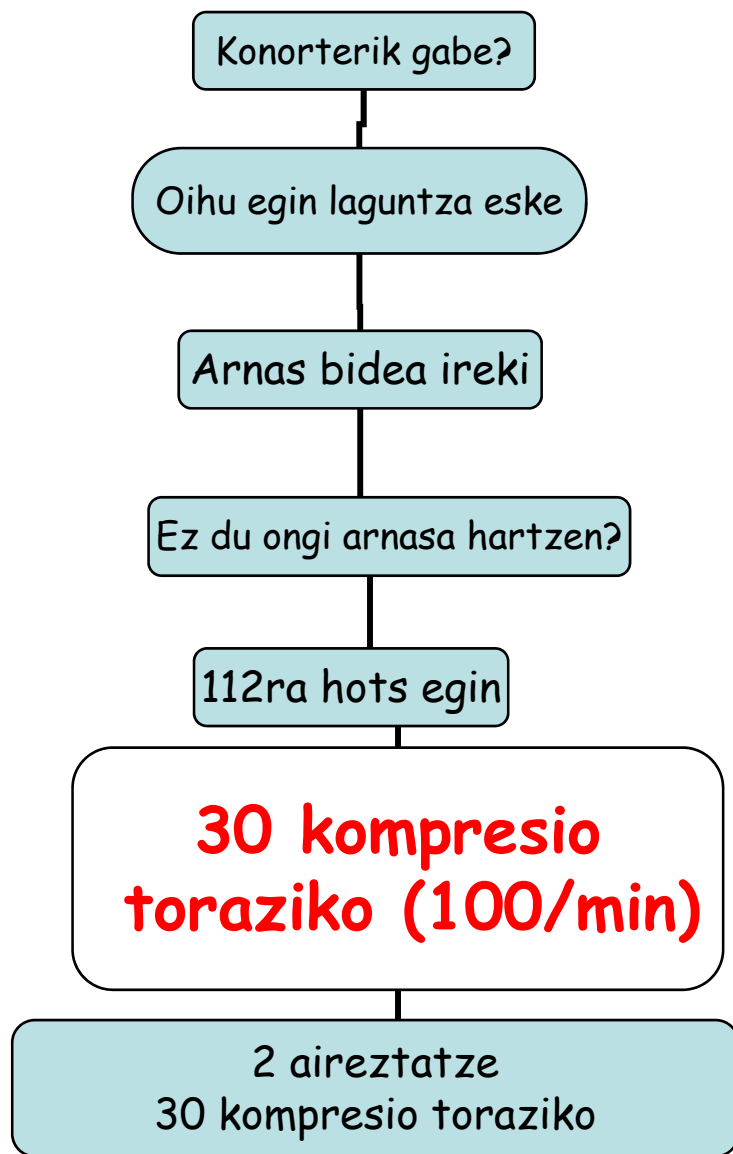 Konorterik gabe?
Oihu egin laguntza eske
Arnas bidea ireki
Ez du ongi arnasa hartzen?
112ra hots egin
30 kompresio
toraziko (100/min)
2 aireztatze
30 kompresio toraziko